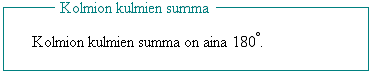 Kolmion kulmien summa
Kolmion kulmien summa on aina 180°.